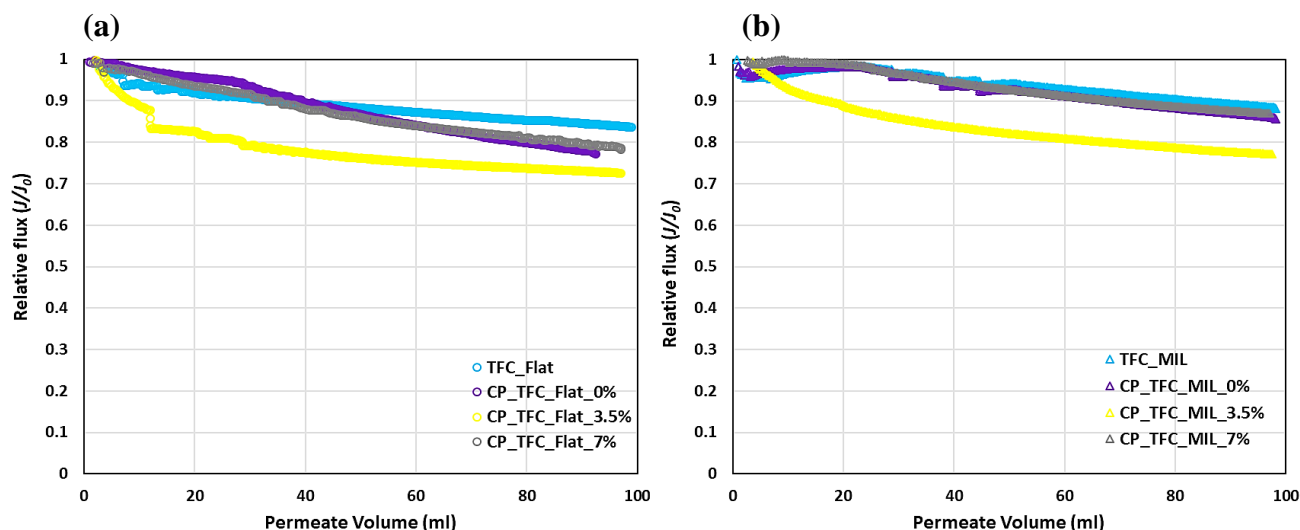 (a)
1
0.9
0.8
0.7
0.6
0.5
0.4
0.3
0.2
0.1
0
Relative flux (J/J0)
0 20 40 60 80 100
Permeate Volume (ml)
TFC_Flat
CP_TFC_Flat_0%
CP_TFC_Flat_3.5%
CP_TFC_Flat_7%
(b)
1
0.9
0.8
0.7
0.6
0.5
0.4
0.3
0.2
0.1
0
Relative flux (J/J0)
0 20 40 60 80 100
Permeate Volume (ml)
TFC_MIL
CP_TFC_MIL_0%
CP_TFC_MIL_3.5%
CP_TFC_MIL_7%